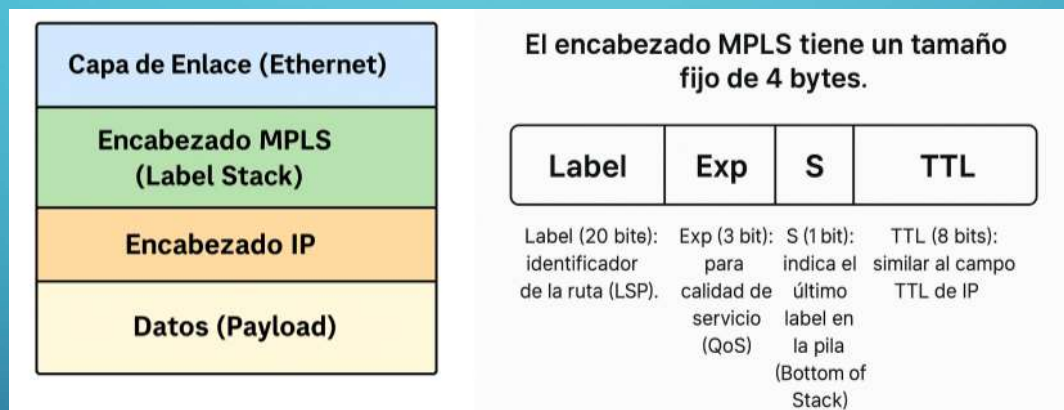 Capa de Enlace (Ethernet)
Encabezado MPLS
(Label Stack)
Encabezado IP
Datos (Payload)
El encabezado MPLS tiene un tamaño
fijo de 4 bytes.
Label
Exp
S
TTL
Label (20 bite):
identificador
de la ruta (LSP).
Exp (3 bit):
para
calidad de
servicio
(QoS)
S (1 bit):
indica el
último
label en
la pila
(Bottom of
Stack)
TTL (8 bits):
similar al campo
TTL de IP